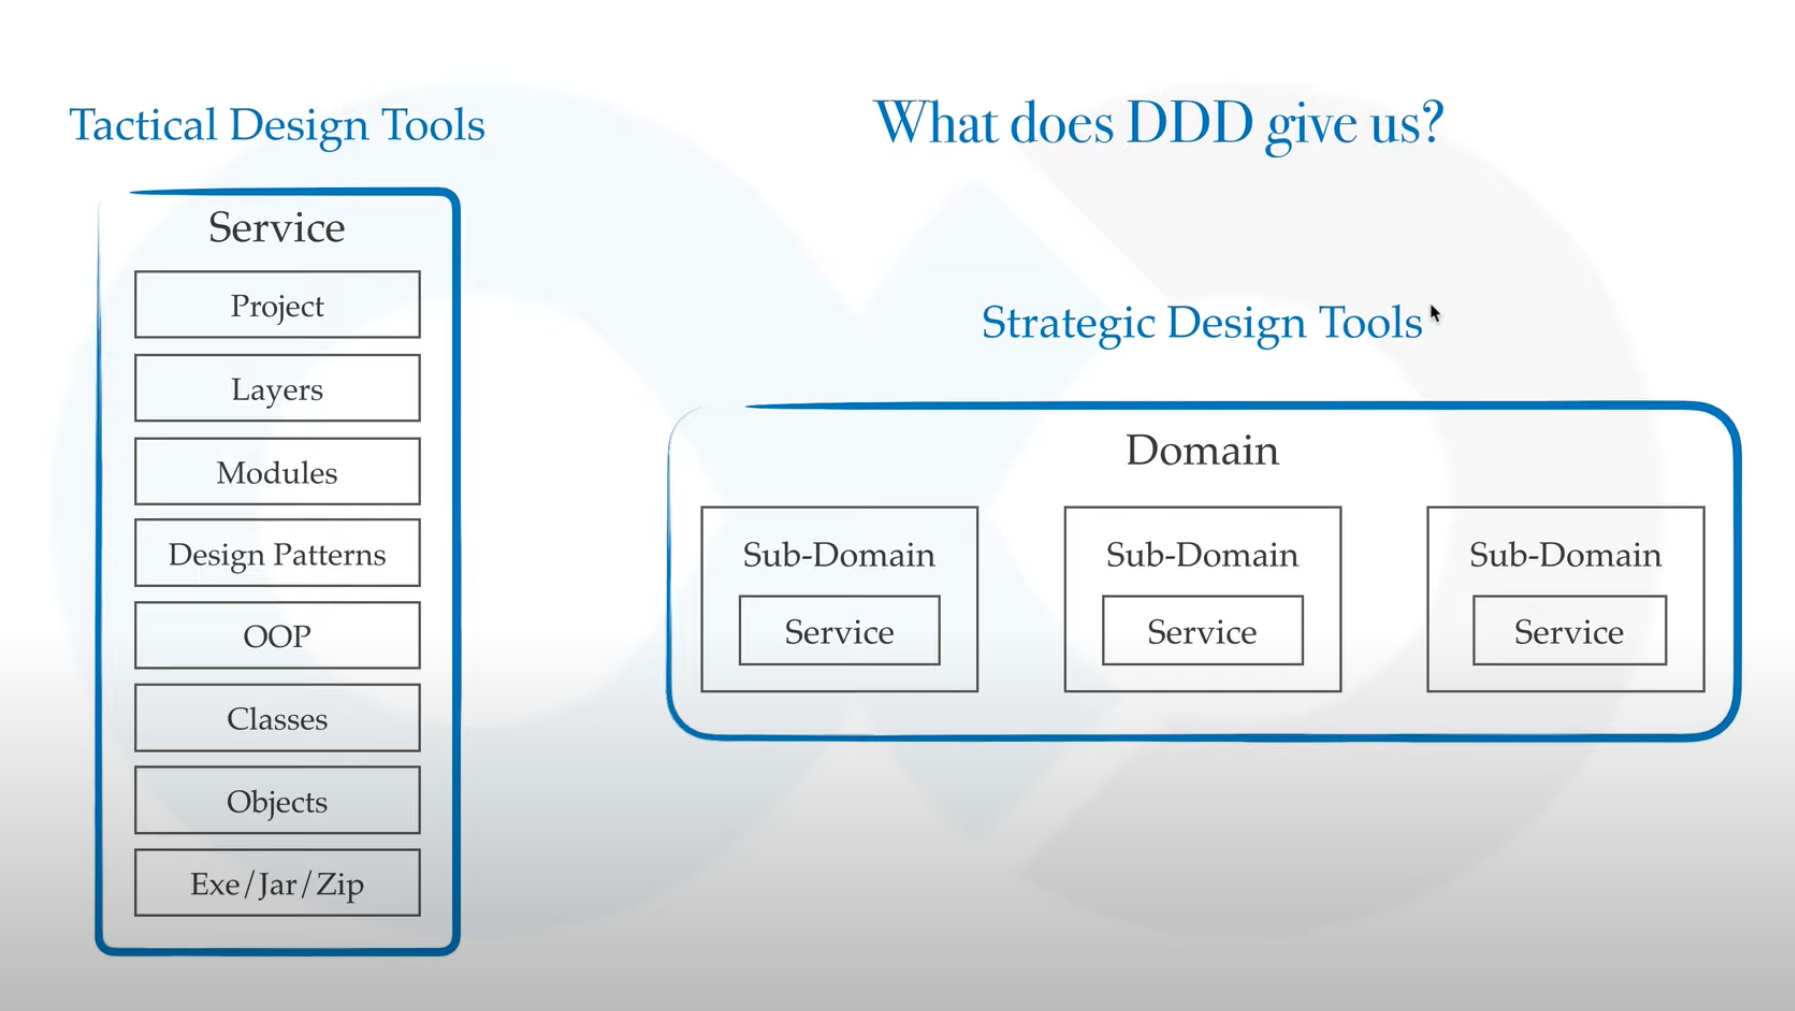 Tactical Design Tools
Service
Project
Layers
Modules
Design Patterns
OOP
Classes
Objects
Exe/Jar/Zip
What does DDD give us?
Strategic Design Tools
Domain
Sub-Domain
Service
Sub-Domain
Service
Sub-Domain
Service